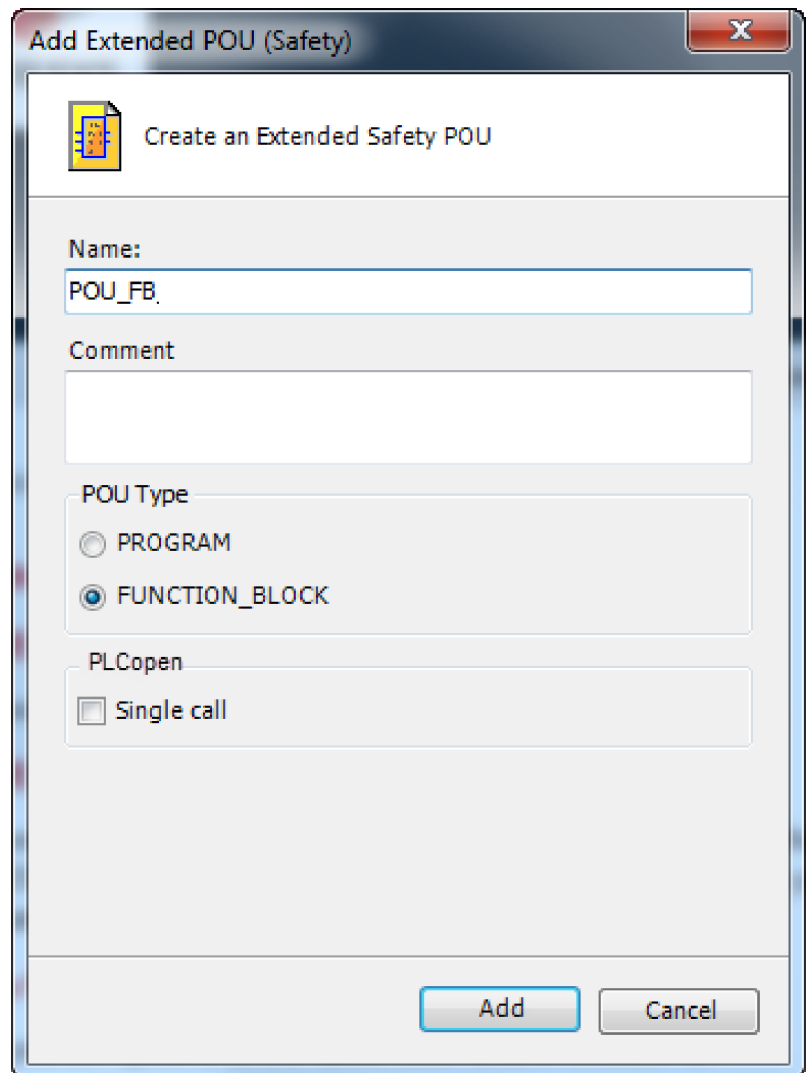 Add Extended POU (Safety)
Create an Extended Safety POU
Name:
POU_FB
Comment
POU Type
PROGRAM
FUNCTION_BLOCK
PLCopen
Single call
Add
Cancel